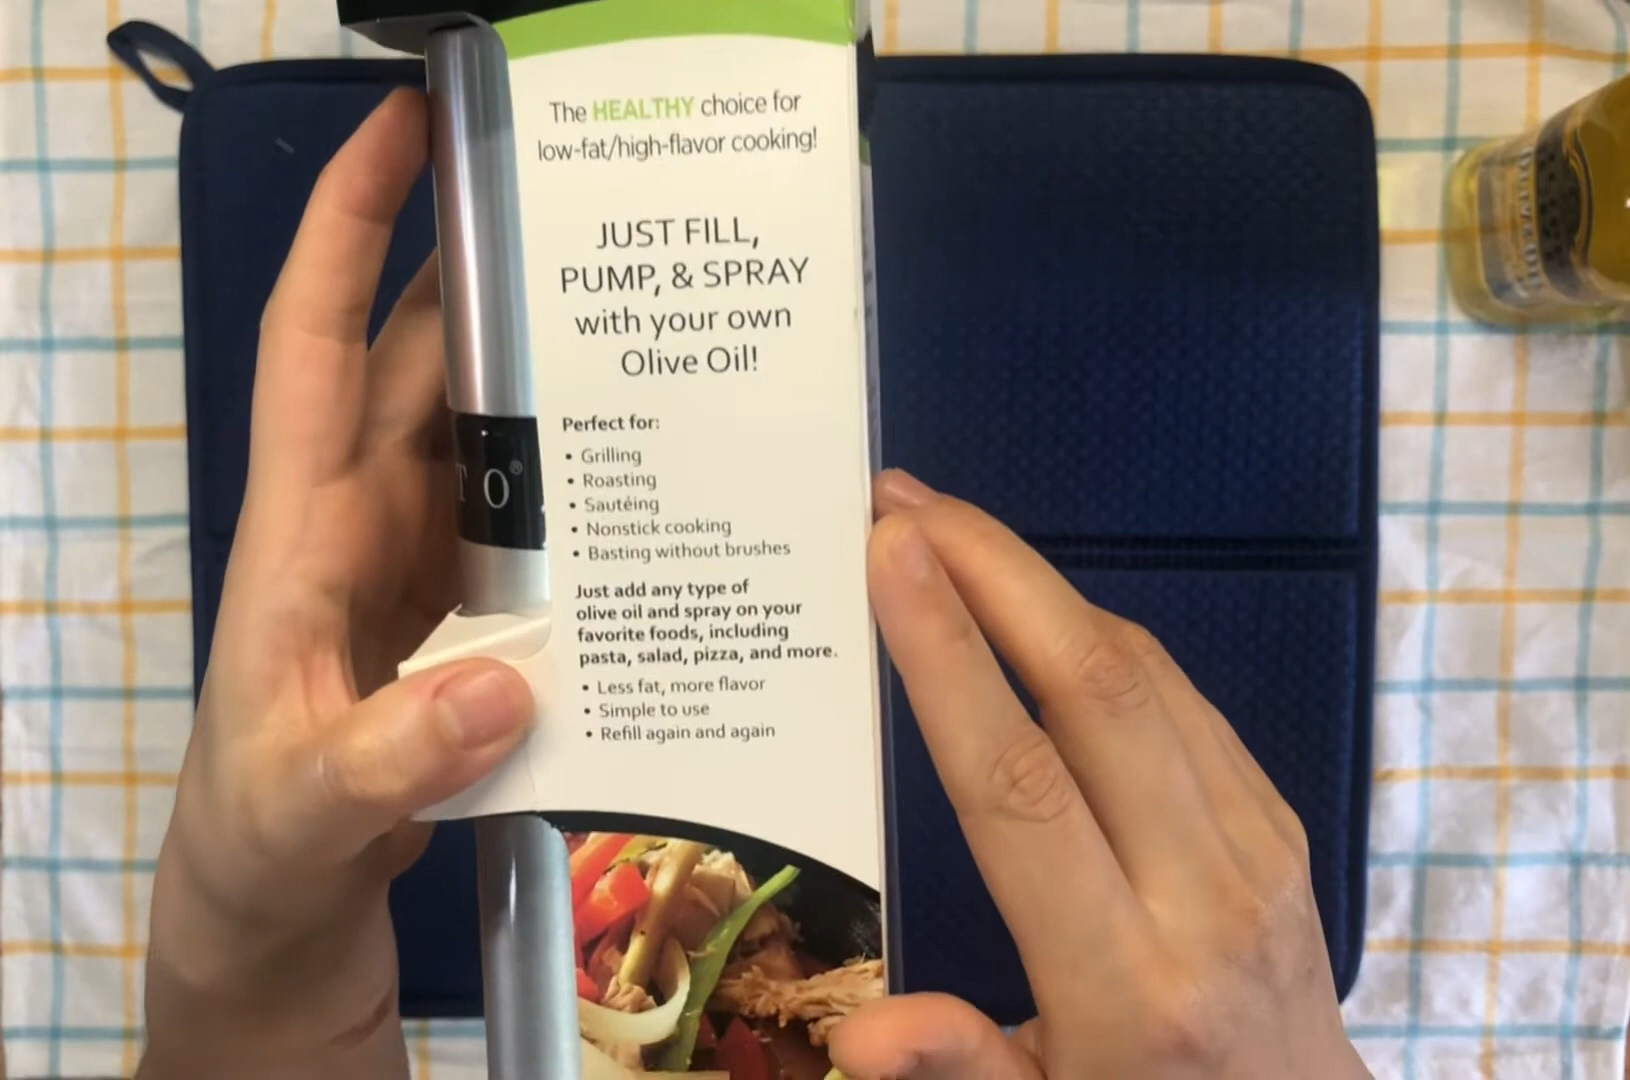 The HEALTHY choice for
low-fat/high-flavor cooking!
JUST FILL,
PUMP, & SPRAY
with your own
Olive Oil!
Perfect for:
• Grilling
• Roasting
• Sautéing
• Nonstick cooking
• Basting without brushes
Just add any type of
olive oil and spray on your
favorite foods, including
pasta, salad, pizza, and more.
• Less fat, more flavor
• Simple to use
• Refill again and again
TO®